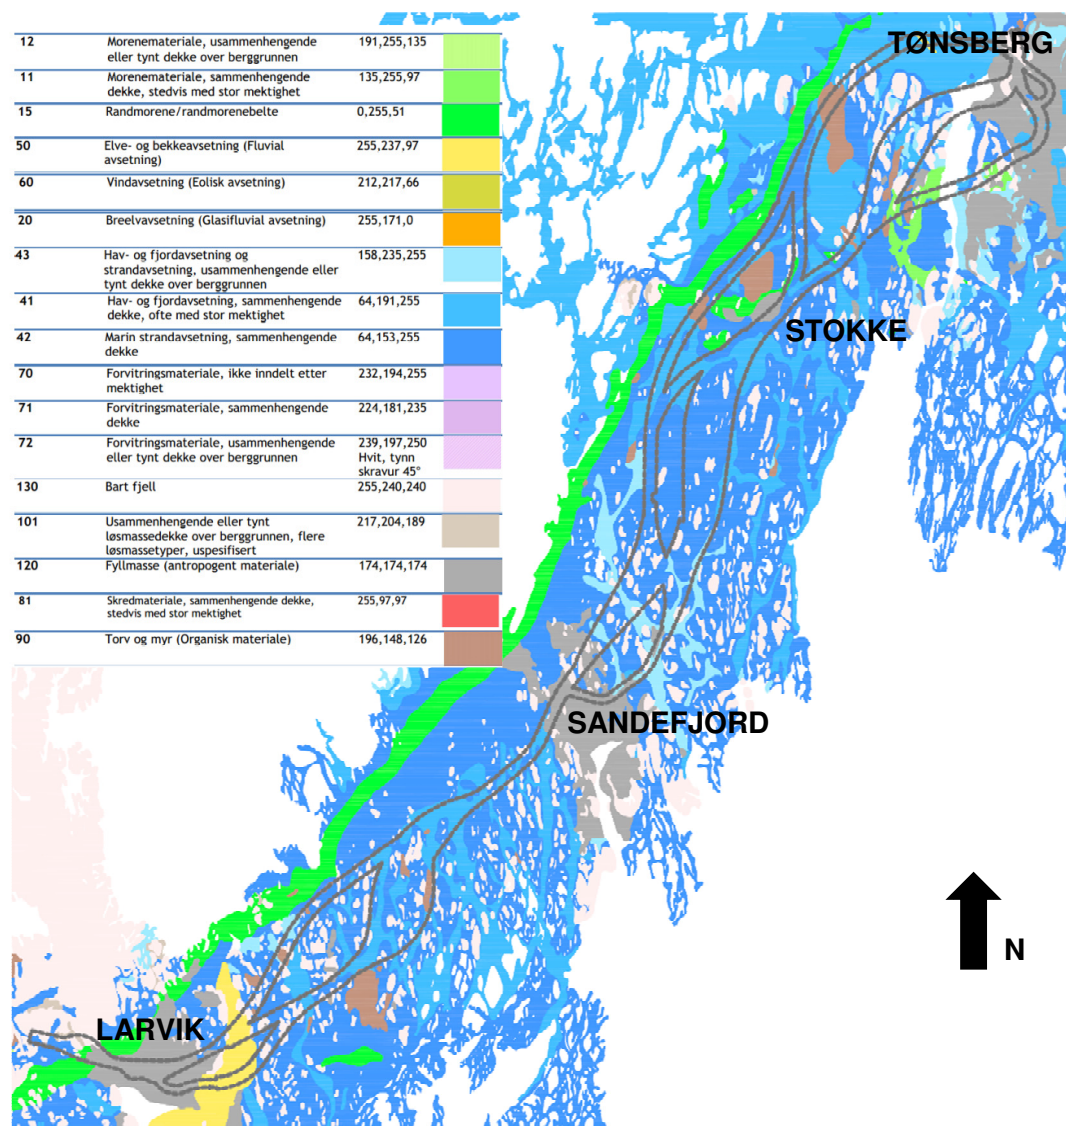 12 Morenemateriale, usammenhengende 191,255,135
eller tynt dekke over berggrunnen
11 Morenemateriale, sammenhengende 135,255,97
dekke, stedvis med stor mektighet
15 Randmorene/randmorenebelte 0,255,51
50 Elve- og bekkeavsetning (Fluvial 255,237,97
avsetning)
60 Vindavsetning (Eolisk avsetning) 212,217,66
20 Breelvavsetning (Glasifluvial avsetning) 255,171,0
43 Hav- og fjordavsetning og 158,235,255
strandavsetning, usammenhengende eller
tynt dekke over berggrunnen
41 Hav- og fjordavsetning, sammenhengende 64,191,255
dekke, ofte med stor mektighet
42 Marin strandavsetning, sammenhengende 64,153,255
dekke
70 Forvitringsmateriale, ikke inndelt etter 232,194,255
mektighet
71 Forvitringsmateriale, sammenhengende 224,181,235
dekke
72 Forvitringsmateriale, usammenhengende 239,197,250
eller tynt dekke over berggrunnen Hvit, tynn
skravur 45°
130 Bart fjell 255,240,240
101 Usammenhengende eller tynt 217,204,189
løsmassedekke over berggrunnen, flere
løsmassetyper, uspesifisert
120 Fyllmasse (antropogent materiale) 174,174,174
81 Skredmateriale, sammenhengende dekke, 255,97,97
stedvis med stor mektighet
90 Torv og myr (Organisk materiale) 196,148,126
TØNSBERG
STOKKE
SANDEFJORD
N
LARVIK